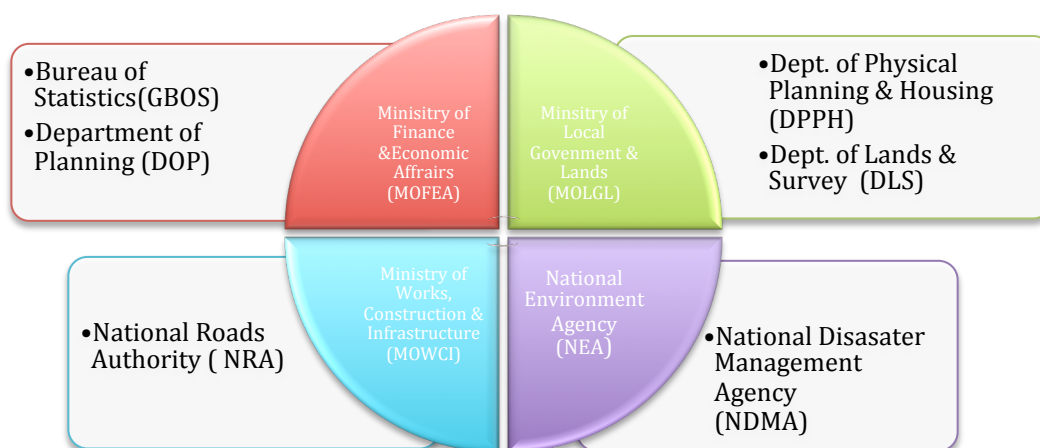 •Bureau of
Statistics(GBOS)
•Department of
Planning (DOP)
Minisitry of
Finance
&Economic
Affrairs
(MOFEA)
Minsitry of
Local
Govenment &
Lands
(MOLGL)
•Dept. of Physical
Planning & Housing
(DPPH)
•Dept. of Lands &
Survey (DLS)
•National Roads
Authority ( NRA)
Ministry of
Works,
Construction &
Infrastructure
(MOWCI)
National
Environment
Agency
(NEA)
•National Disasater
Management
Agency
(NDMA)